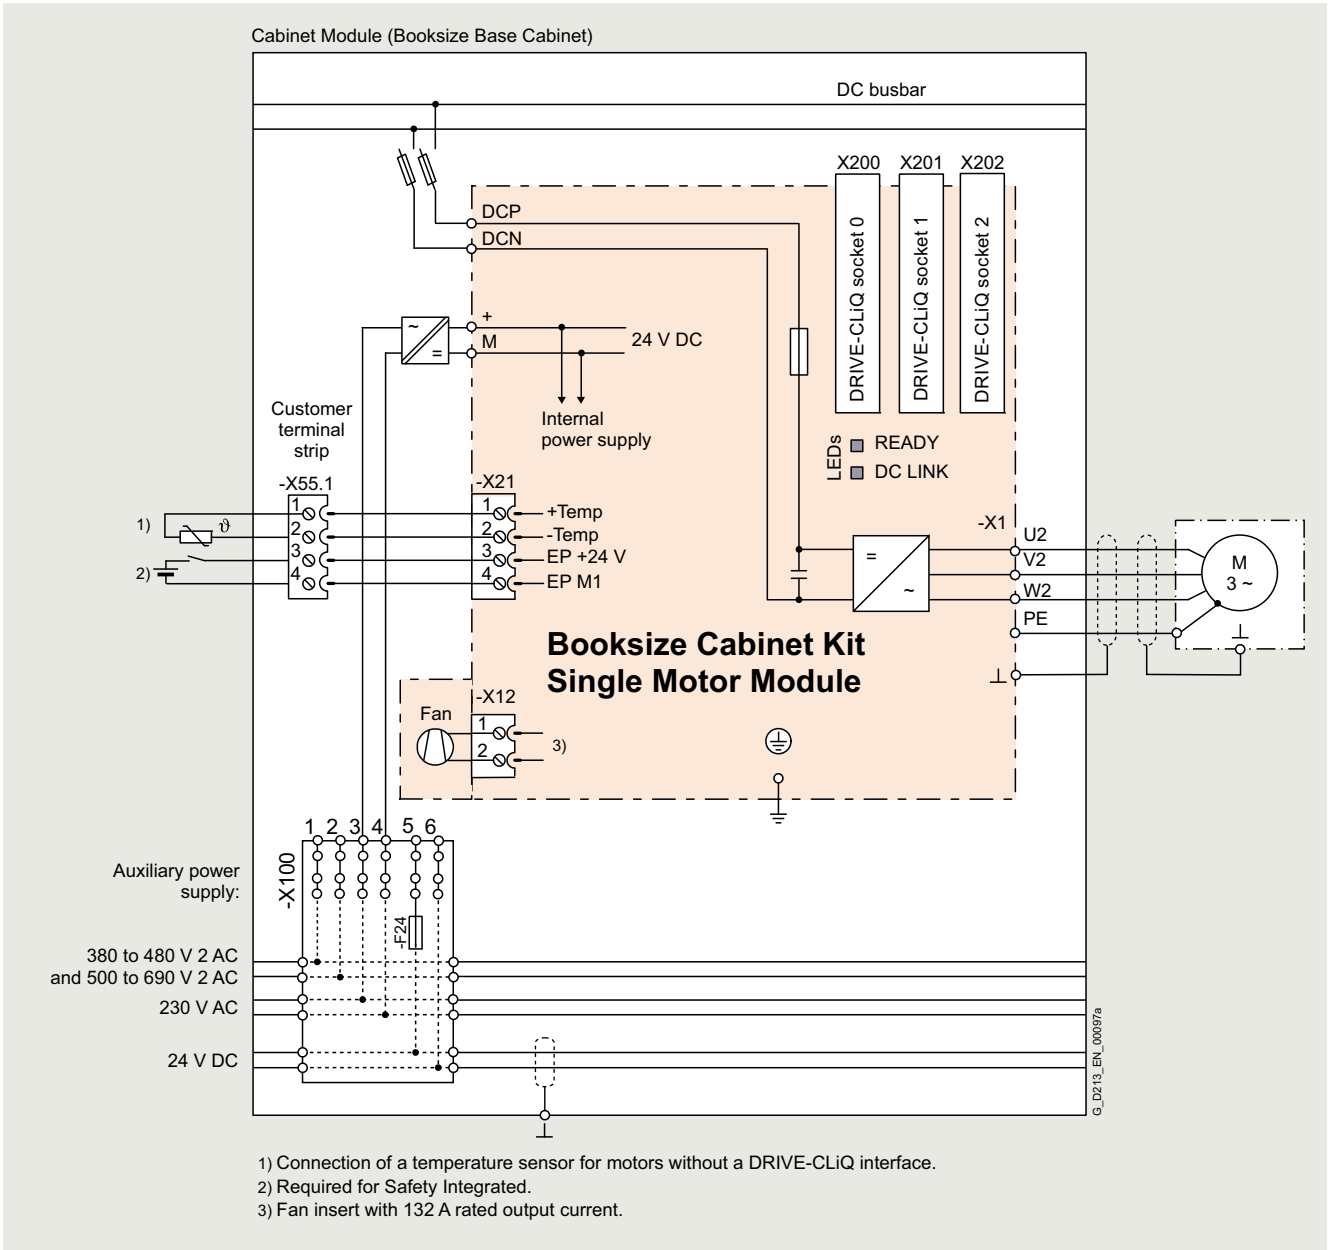 Cabinet Module (Booksize Base Cabinet)
DC busbar
X200
X201
X202
DRIVE-CLiQ socket 0
DRIVE-CLiQ socket 1
DRIVE-CLiQ socket 2
DCP
DCN
+
M
24 V DC
~
=
Internal
power supply
LEDs
READY
DC LINK
Customer
terminal
strip
-X55.1
1
2
3
4
1)
ϑ
2)
-X21
1
2
3
4
+Temp
-Temp
EP +24 V
EP M1
-X1
U2
V2
W2
PE
=
~
M
3 ~
Booksize Cabinet Kit
Single Motor Module
Fan
-X12
1
2
3)
1 2 3 4 5 6
-X100
-F24
Auxiliary power
supply:
380 to 480 V 2 AC
and 500 to 690 V 2 AC
230 V AC
24 V DC
G_D213_EN_00097a
1) Connection of a temperature sensor for motors without a DRIVE-CLiQ interface.
2) Required for Safety Integrated.
3) Fan insert with 132 A rated output current.